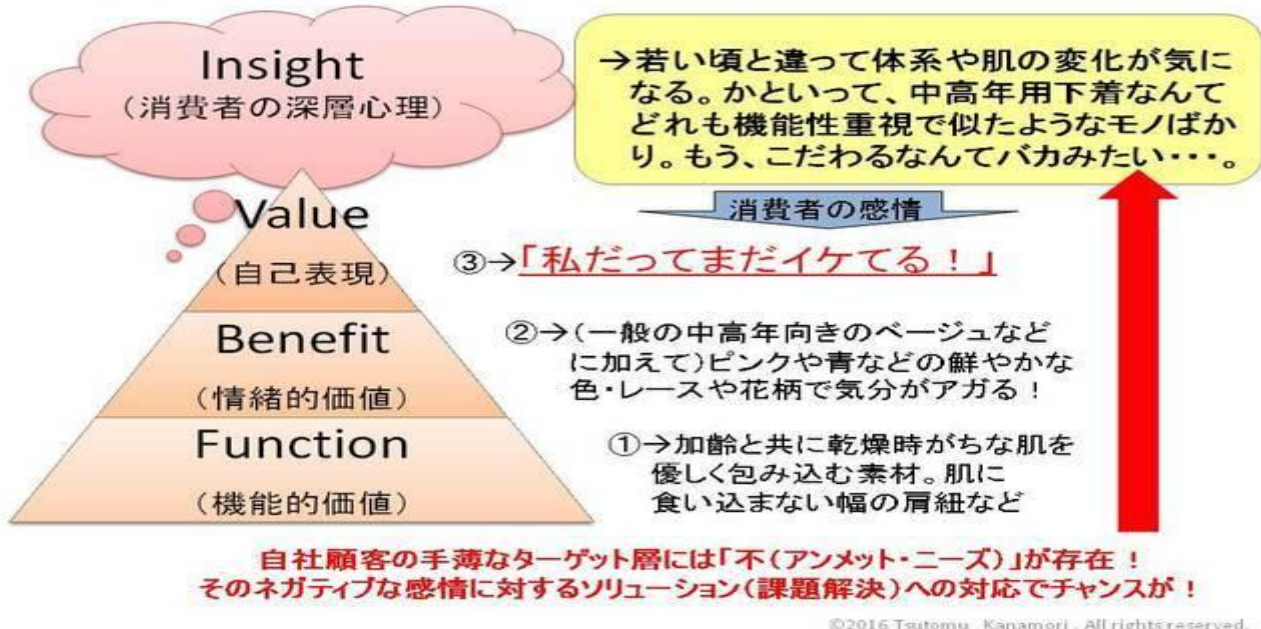 Insight
(消費者の深層心理)
→若い頃と違って体系や肌の変化が気に
なる。かといって、中高年用下着なんて
どれも機能性重視で似たようなモノばか
り。もう、こだわるなんてバカみたい・・・。
消費者の感情
Value
(自己表現)
③→「私だってまだイケてる!」
Benefit
(情緒的価値)
②→(一般の中高年向きのベージュなど
に加えて)ピンクや青などの鮮やかな
色・レースや花柄で気分がアガる!
Function
(機能的価値)
①→加齢と共に乾燥時がちな肌を
優しく包み込む素材。肌に
食い込まない幅の肩紐など
自社顧客の手薄なターゲット層には「不(アンメット・ニーズ)」が存在!
そのネガティブな感情に対するソリューション(課題解決)への対応でチャンスが!
©2016 Tsutomu Kanamori . All rights reserved.